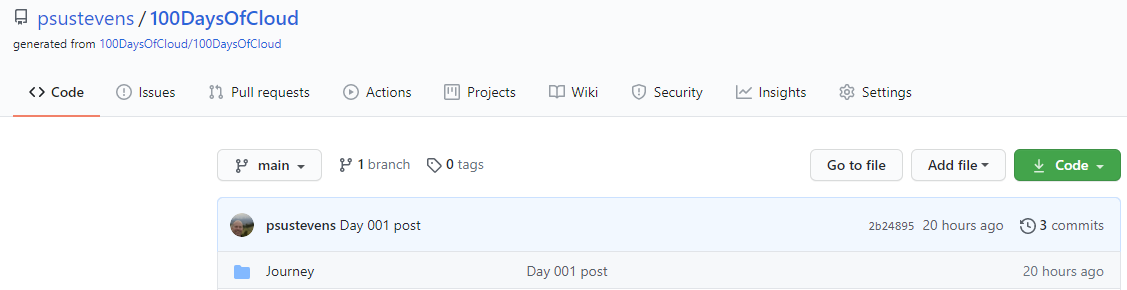 psustevens / 100DaysOfCloud
generated from 100DaysOfCloud/100DaysOfCloud
Code Issues Pull requests Actions Projects Wiki Security Insights Settings
main 1 branch 0 tags Go to file Add file Code
psustevens Day 001 post 2b24895 20 hours ago 3 commits
Journey Day 001 post 20 hours ago